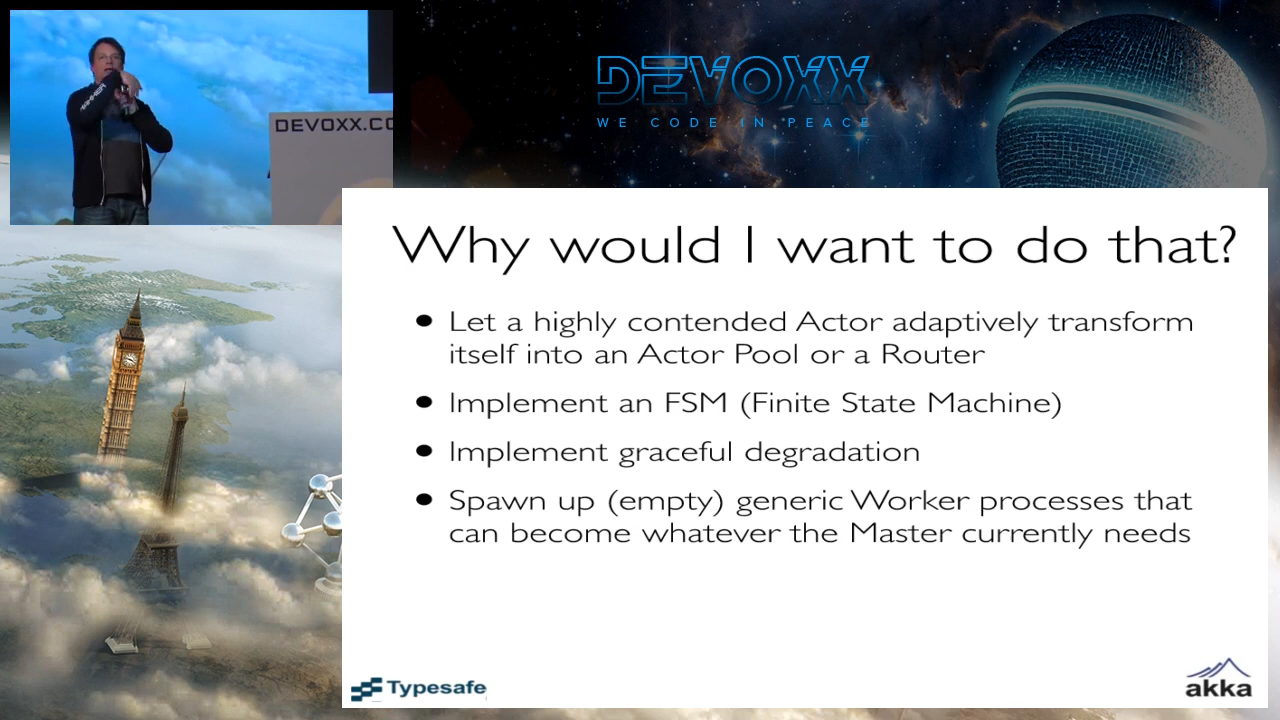 DEVOXX.CO
DEVOXX
WE CODE IN PEACE
Why would I want to do that?
• Let a highly contended Actor adaptively transform
itself into an Actor Pool or a Router
• Implement an FSM (Finite State Machine)
• Implement graceful degradation
• Spawn up (empty) generic Worker processes that
can become whatever the Master currently needs
Typesafe
akka